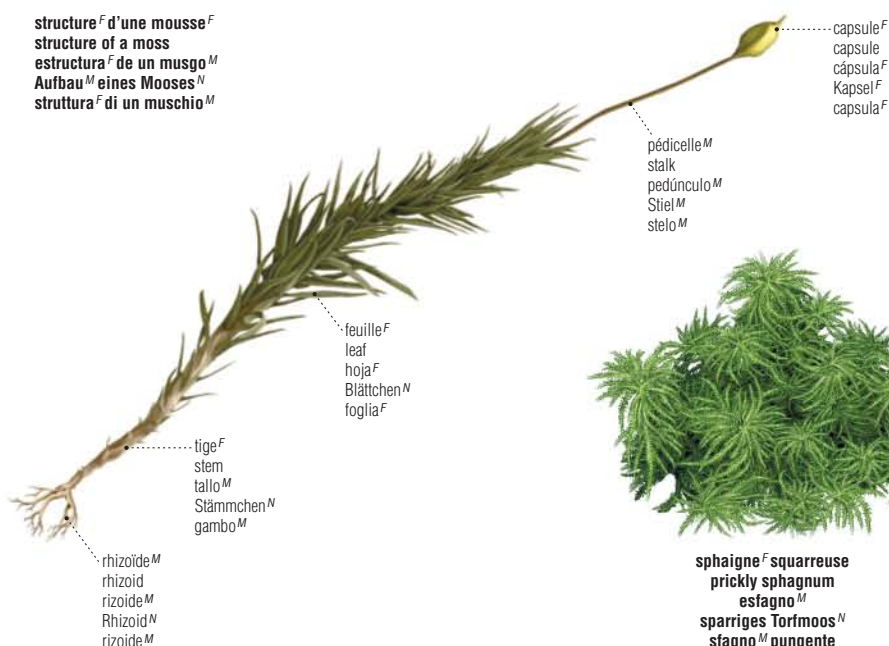 structure F d'une mousse F
structure of a moss
estructura F de un musgo M
Aufbau M eines Mooses N
struttura F di un muschio M
capsule F
capsule
cápsula F
Kapsel F
capsula F
pédicelle M
stalk
pedúnculo M
Stiel M
stelo M
feuille F
leaf
hoja F
Blättchen N
foglia F
tige F
stem
tallo M
Stämmchen N
gambo M
rhizoïde M
rhizoid
rizoide M
Rhizoid N
rizoide M
sphaigne F squarreuse
prickly sphagnum
esfagno M
sparriges Torfmoos N
sfagno M pungente